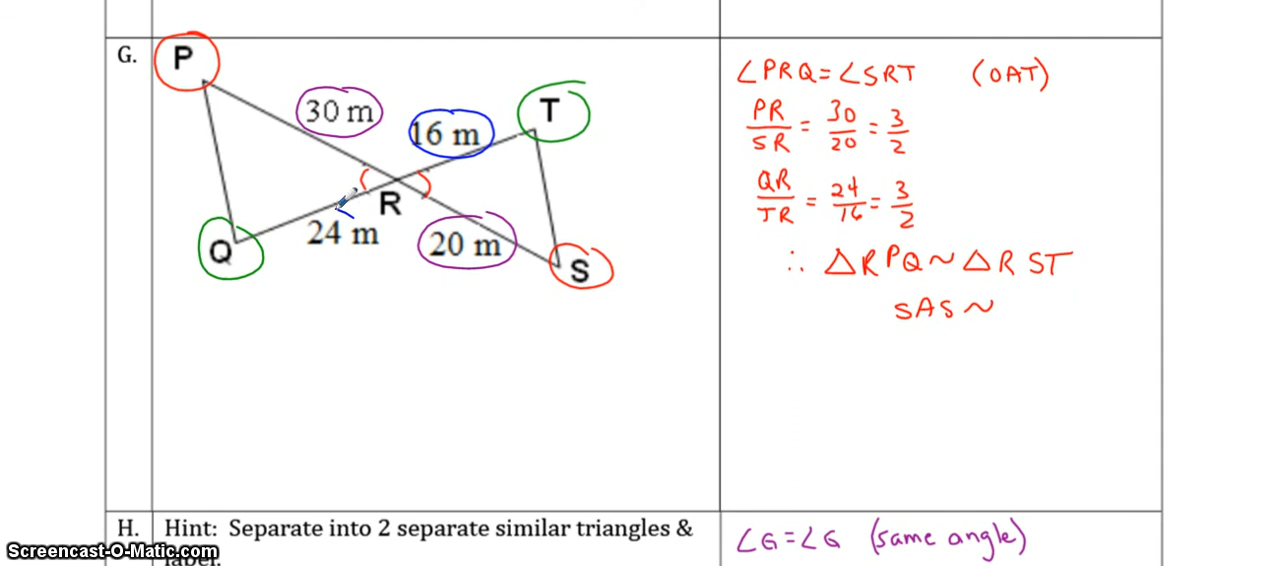 G.
P
30 m
16 m
T
R
Q
24 m
20 m
S
∠PRQ = ∠SRT (OAT)
PR/SR = 30/20 = 3/2
QR/TR = 24/16 = 3/2
∴ △RPQ ~ △RST
SAS ~
H. Hint: Separate into 2 separate similar triangles &
label.
∠G = ∠G (same angle)
Screencast-O-Matic.com